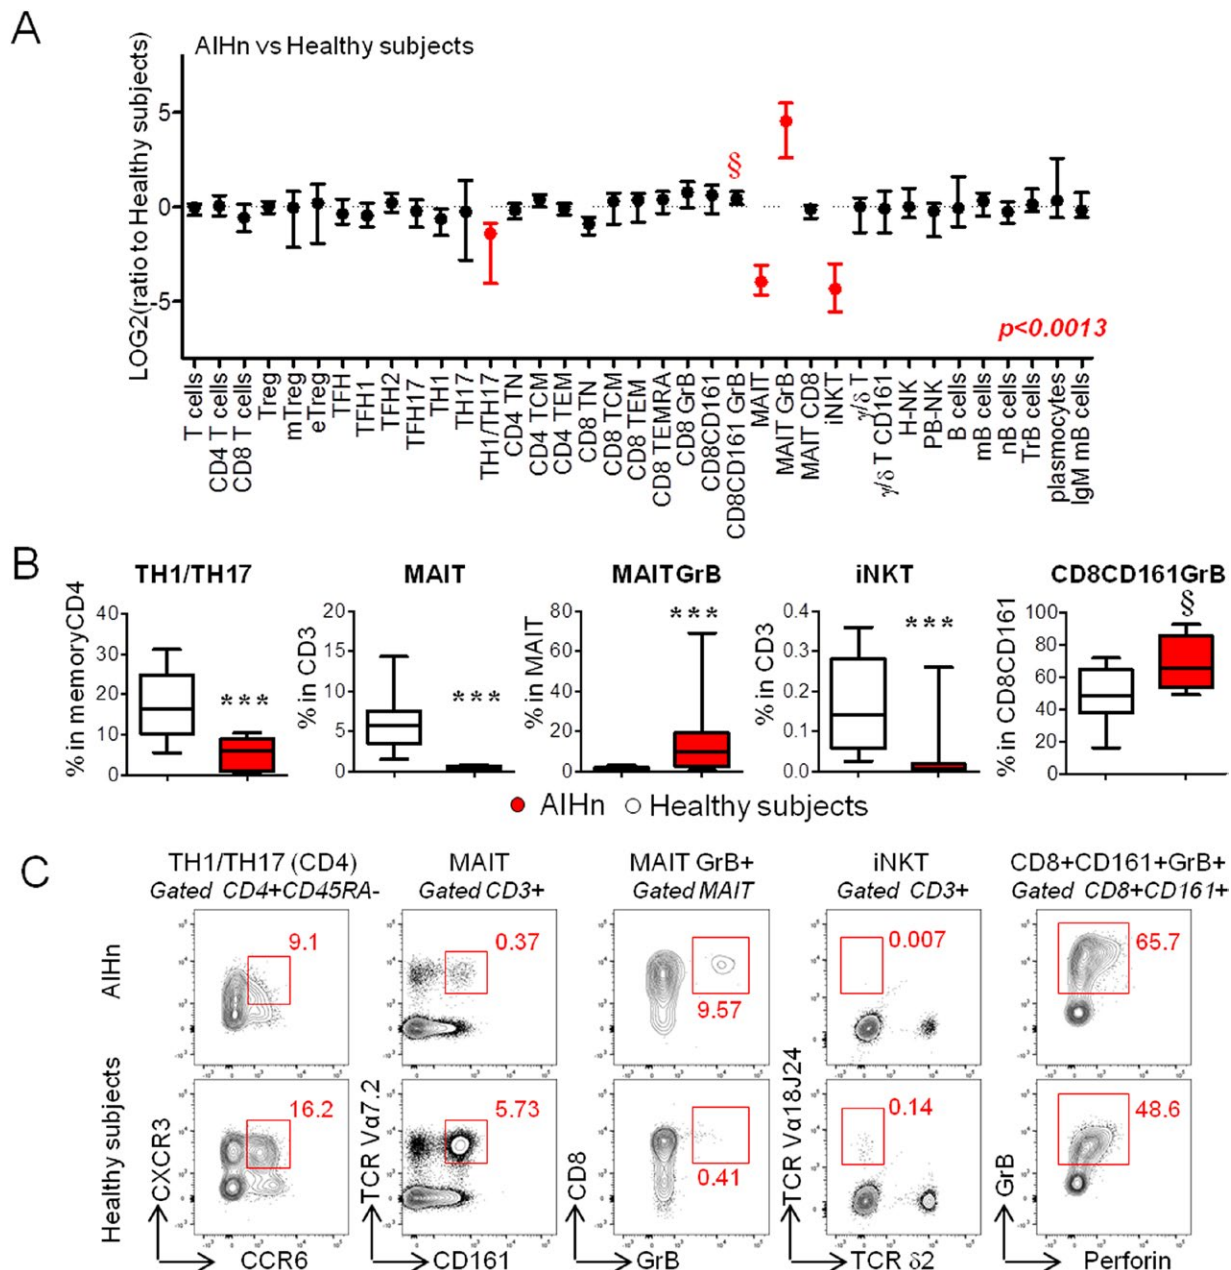 A
AIHn vs Healthy subjects
LOG2(ratio to Healthy subjects)
5
0
-5
§
p<0.0013
T cells
CD4 T cells
CD8 T cells
Treg
mTreg
eTreg
TFH
TFH1
TFH2
TFH17
TH1
TH17
TH1/TH17
CD4 TN
CD4 TCM
CD4 TEM
CD8 TN
CD8 TCM
CD8 TEM
CD8 TEMRA
CD8 GrB
CD8CD161
CD8CD161 GrB
MAIT
MAIT GrB
MAIT CD8
iNKT
γ/δ T
γ/δ T CD161
H-NK
PB-NK
B cells
mB cells
nB cells
TrB cells
plasmocytes
IgM mB cells
B
TH1/TH17
% in memoryCD4
40
30
20
10
0
***
MAIT
% in CD3
20
15
10
5
0
***
MAITGrB
% in MAIT
80
60
40
20
0
***
iNKT
% in CD3
0.4
0.3
0.2
0.1
0.0
***
CD8CD161GrB
% in CD8CD161
100
80
60
40
20
0
§
AIHn Healthy subjects
C
TH1/TH17 (CD4)
Gated CD4+CD45RA-
MAIT
Gated CD3+
MAIT GrB+
Gated MAIT
iNKT
Gated CD3+
CD8+CD161+GrB+
Gated CD8+CD161+
AIHn
9.1
0.37
9.57
0.007
65.7
Healthy subjects
16.2
5.73
0.41
0.14
48.6
CXCR3
CCR6
TCR Vα7.2
CD161
CD8
GrB
TCR Vα18J24
TCR δ2
GrB
Perforin